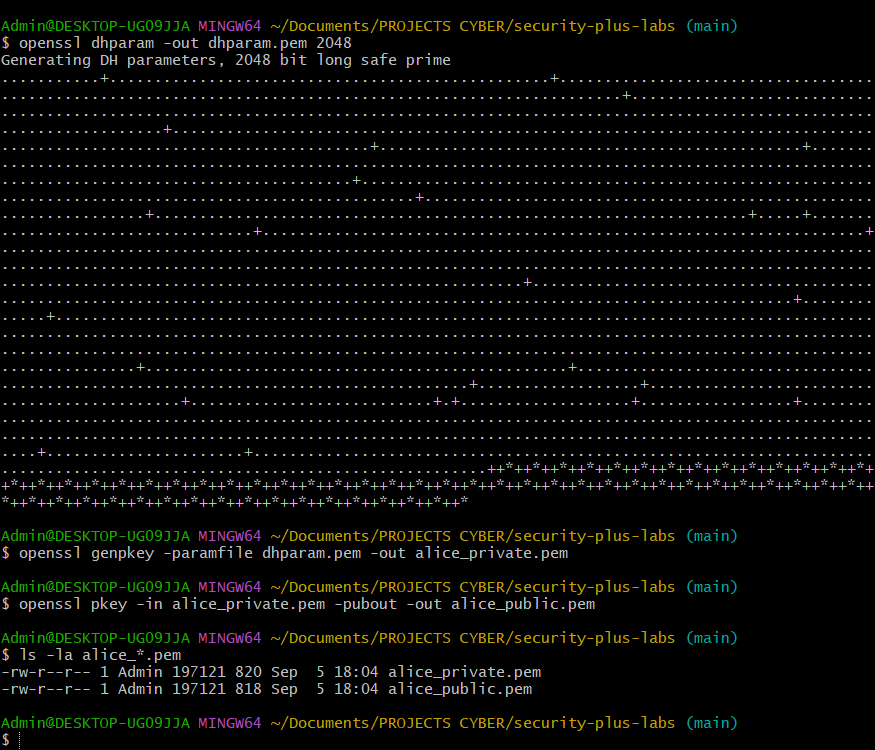 Admin@DESKTOP-UGO9JJA MINGW64 ~/Documents/PROJECTS CYBER/security-plus-labs (main)
$ openssl dhparam -out dhparam.pem 2048
Generating DH parameters, 2048 bit long safe prime
Admin@DESKTOP-UGO9JJA MINGW64 ~/Documents/PROJECTS CYBER/security-plus-labs (main)
$ openssl genpkey -paramfile dhparam.pem -out alice_private.pem
Admin@DESKTOP-UGO9JJA MINGW64 ~/Documents/PROJECTS CYBER/security-plus-labs (main)
$ openssl pkey -in alice_private.pem -pubout -out alice_public.pem
Admin@DESKTOP-UGO9JJA MINGW64 ~/Documents/PROJECTS CYBER/security-plus-labs (main)
$ ls -la alice_*.pem
-rw-r--r-- 1 Admin 197121 820 Sep  5 18:04 alice_private.pem
-rw-r--r-- 1 Admin 197121 818 Sep  5 18:04 alice_public.pem
Admin@DESKTOP-UGO9JJA MINGW64 ~/Documents/PROJECTS CYBER/security-plus-labs (main)
$